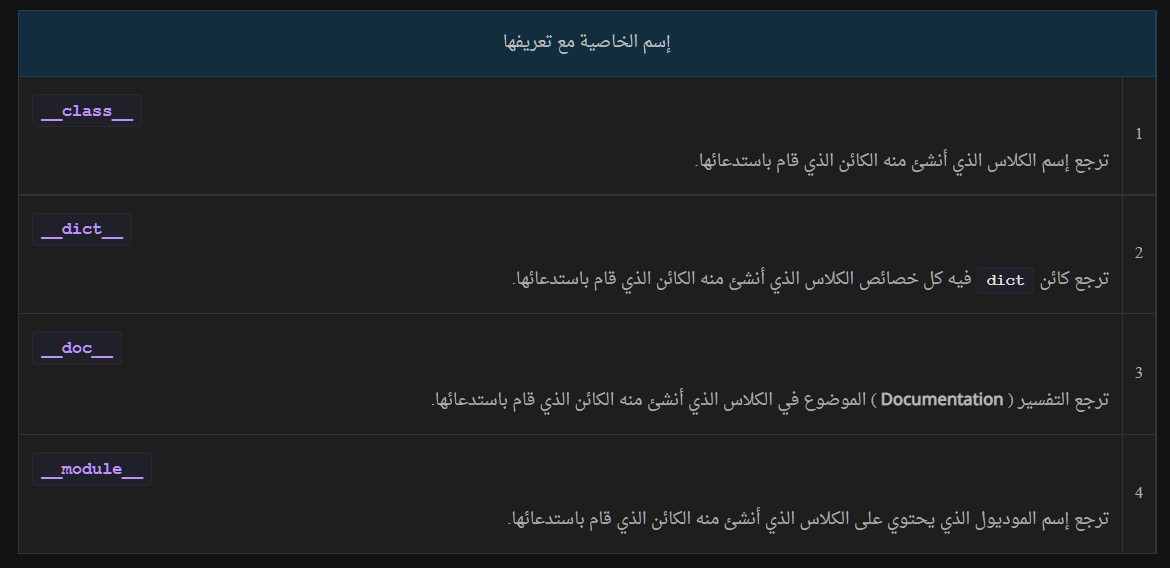 إسم الخاصية مع تعريفها
1
__class__
ترجع إسم الكلاس الذي أنشئ منه الكائن الذي قام باستدعائها.
2
__dict__
ترجع كائن dict فيه كل خصائص الكلاس الذي أنشئ منه الكائن الذي قام باستدعائها.
3
__doc__
ترجع التفسير ( Documentation ) الموضوع في الكلاس الذي أنشئ منه الكائن الذي قام باستدعائها.
4
__module__
ترجع إسم الموديول الذي يحتوي على الكلاس الذي أنشئ منه الكائن الذي قام باستدعائها.